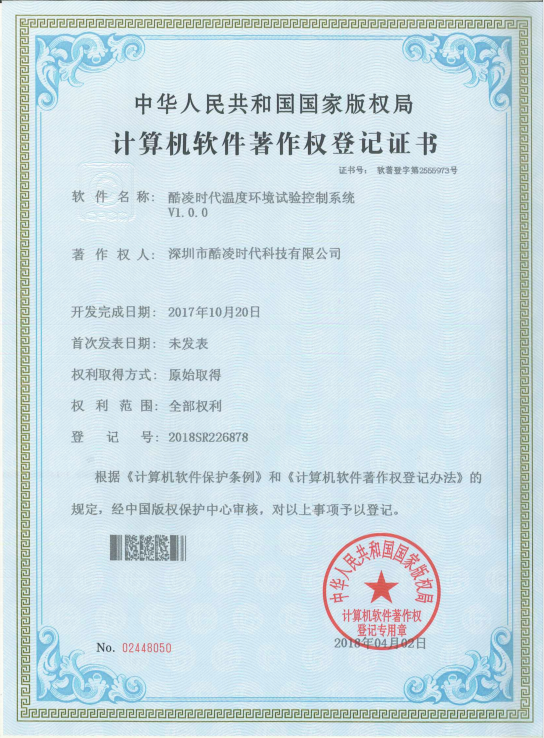 中华人民共和国国家版权局
计算机软件著作权登记证书
证书号: 软著登字第2555973号
软件名称: 酷凌时代温度环境试验控制系统
V1.0.0
著作权人: 深圳市酷凌时代科技有限公司
开发完成日期: 2017年10月20日
首次发表日期: 未发表
权利取得方式: 原始取得
权利范围: 全部权利
登记号: 2018SR226878
根据《计算机软件保护条例》和《计算机软件著作权登记办法》的
规定，经中国版权保护中心审核，对以上事项予以登记。
中华人民共和国国家版权局
计算机软件著作权
登记专用章
No. 02448050
2018年04月02日
CPCC